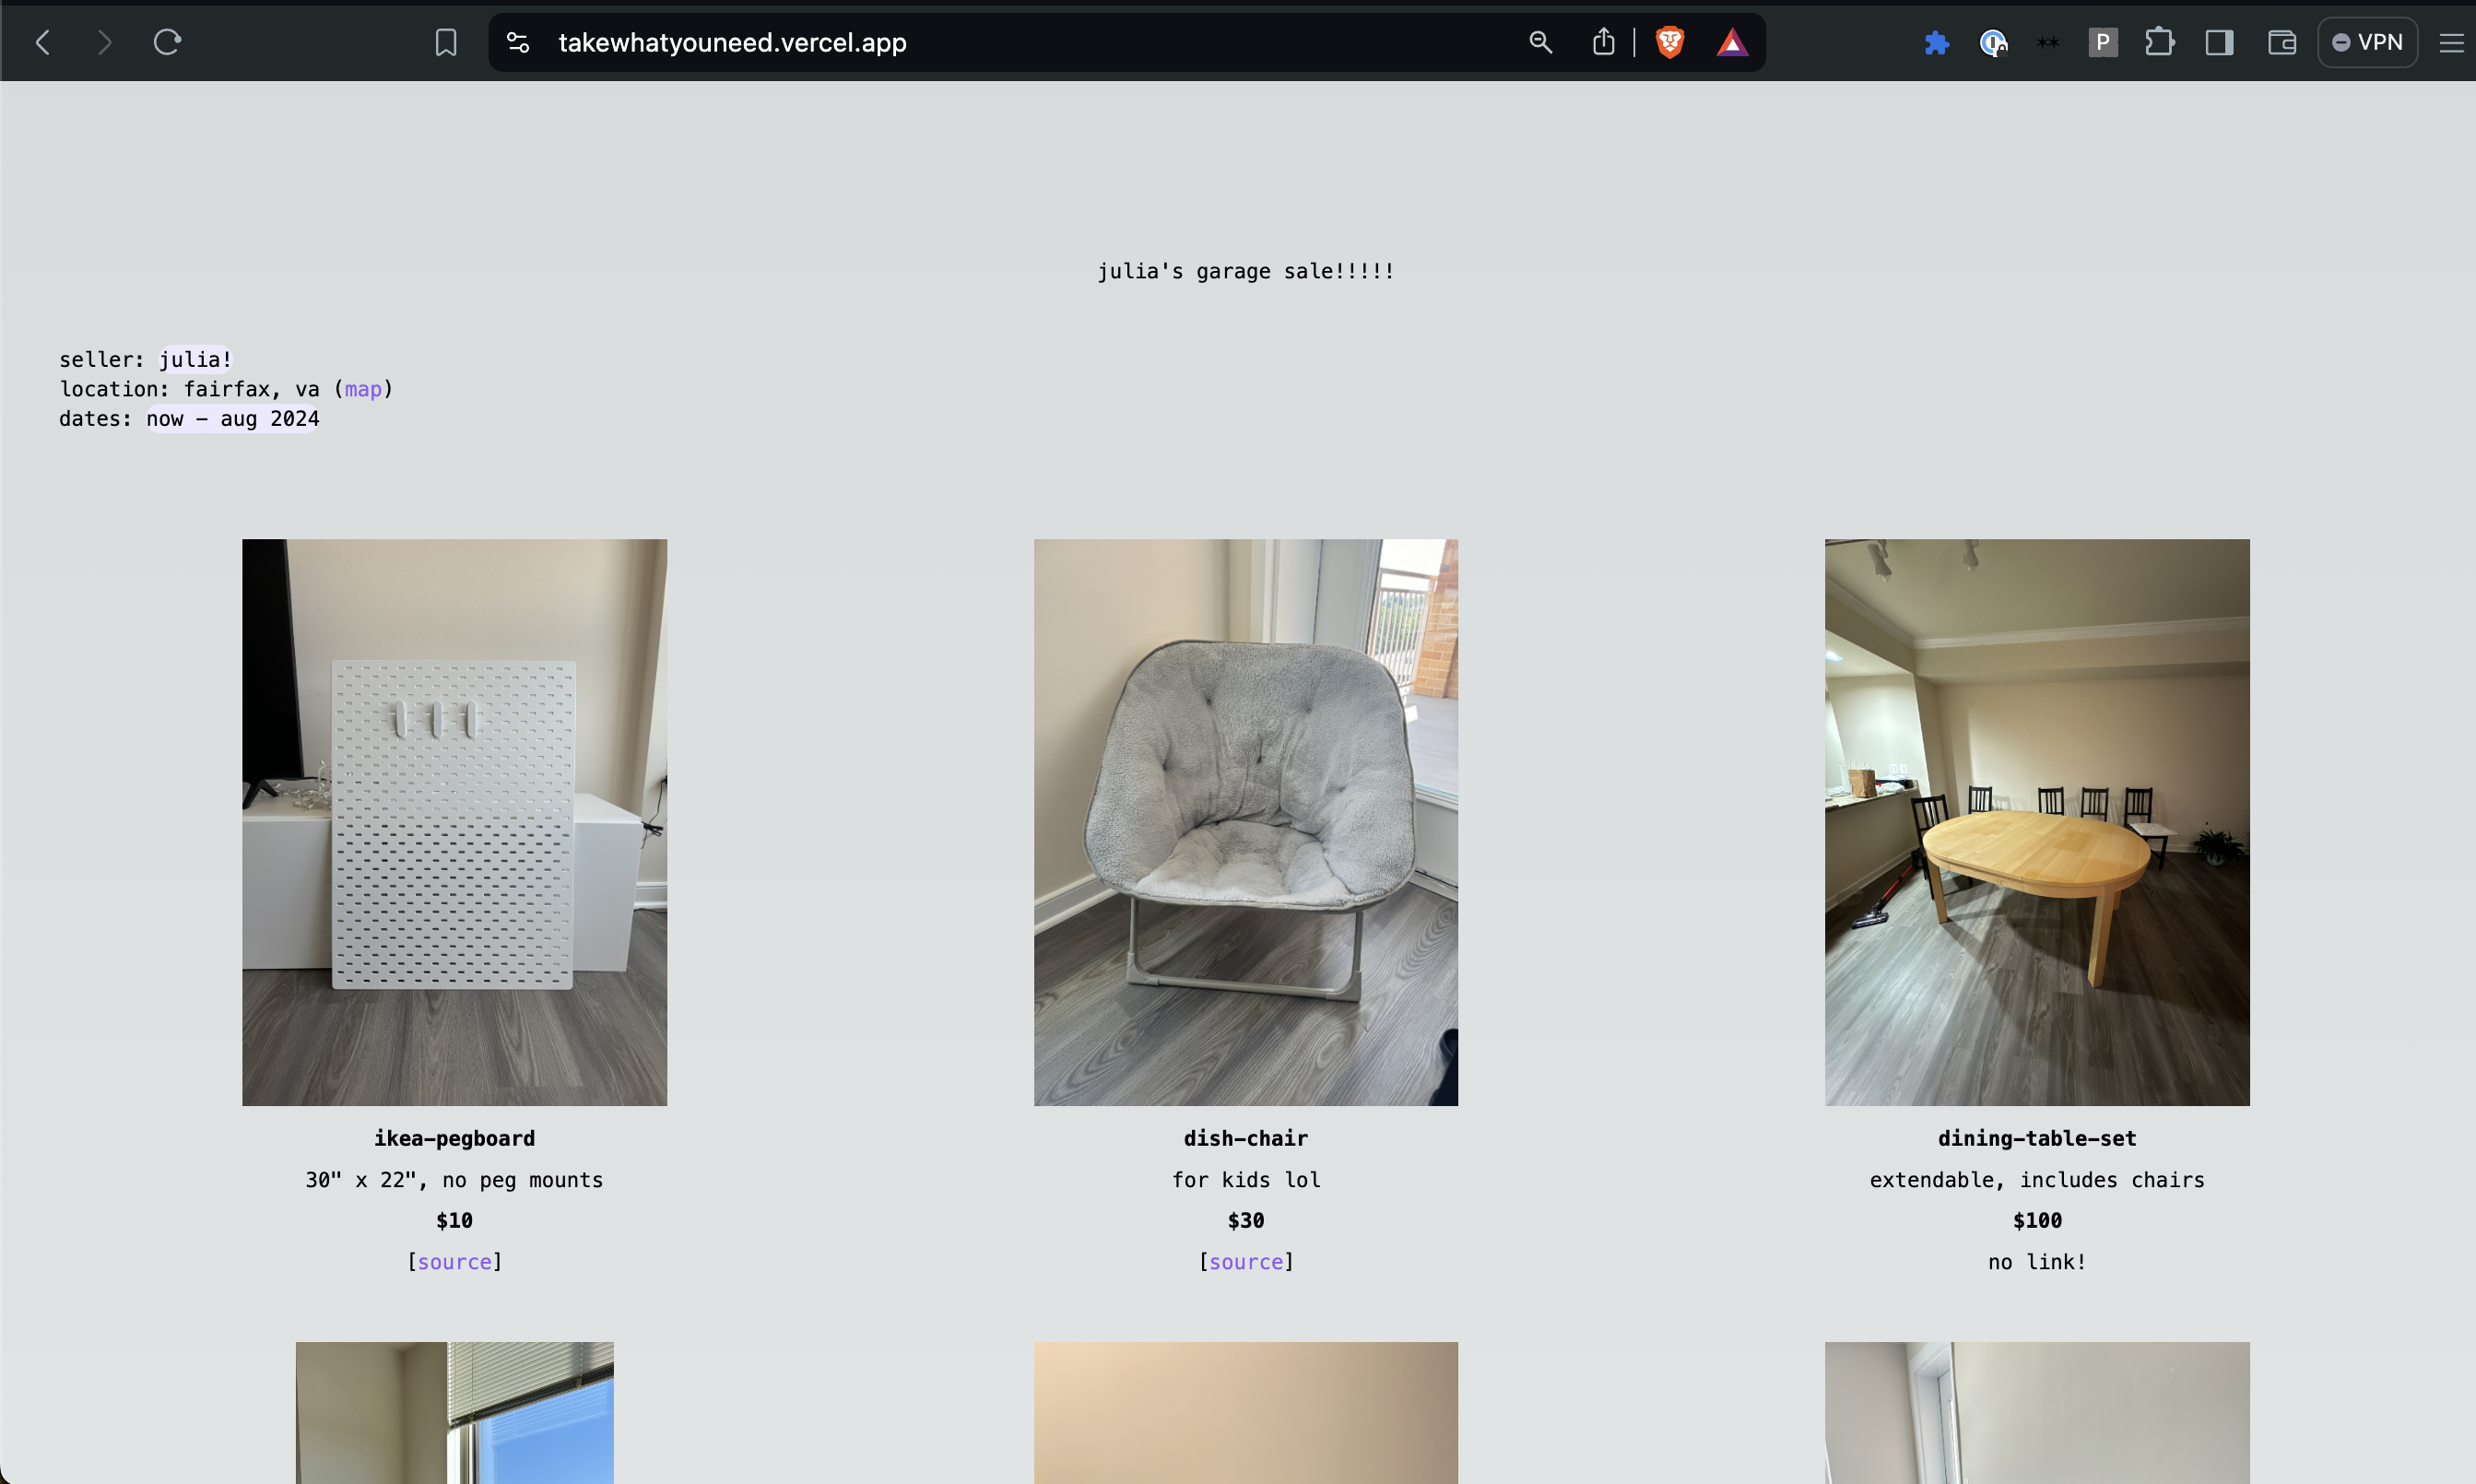 takewhatyouneed.vercel.app
P
VPN
julia's garage sale!!!!!
seller: julia!
location: fairfax, va (map)
dates: now – aug 2024
ikea-pegboard
30" x 22", no peg mounts
$10
[source]
dish-chair
for kids lol
$30
[source]
dining-table-set
extendable, includes chairs
$100
no link!